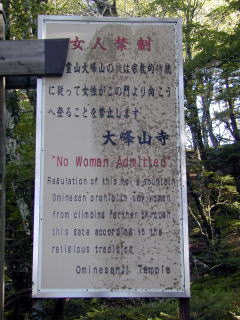 女人禁制
霊山大峰山の掟は宗教的伝統
に従って女性がこの門より向こう
へ登ることを禁止します
大峰山寺
"No Woman Admitted"
Regulation of this holy mountain
Ominesan prohibits any woman
from climbing farther through
this gate according to the
religious tradition
Ominesanji Temple